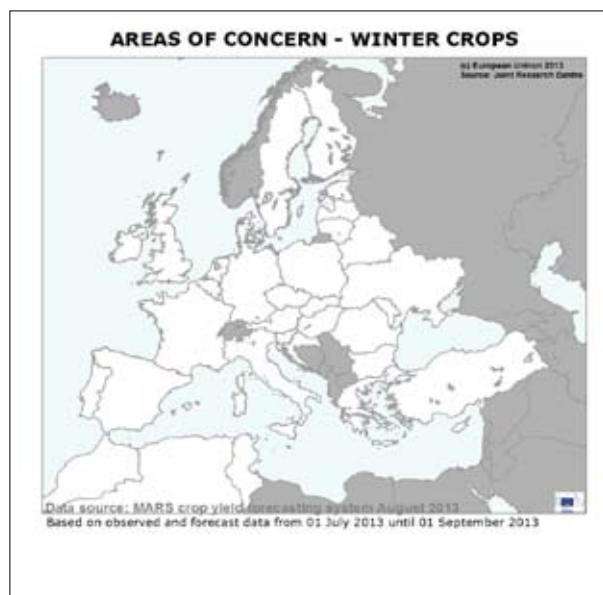 AREAS OF CONCERN - WINTER CROPS
(c) European Union 2013
Source: Joint Research Centre
Data source: MARS crop yield forecasting system August 2013
Based on observed and forecast data from 01 July 2013 until 01 September 2013